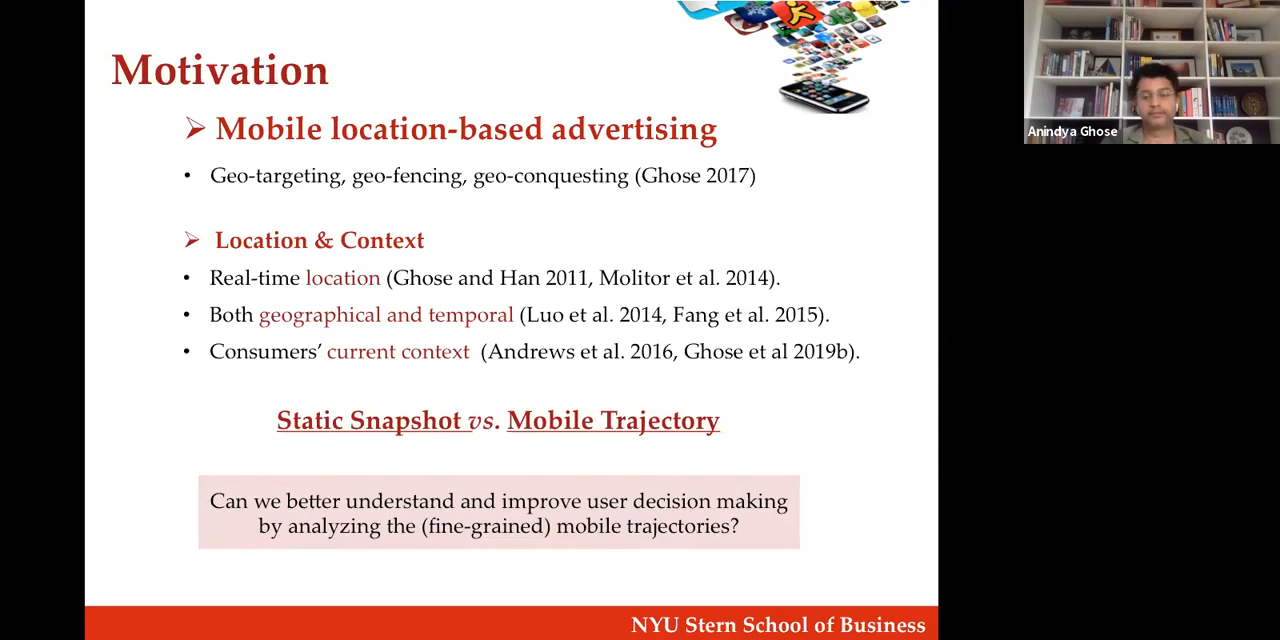 Motivation
➢ Mobile location-based advertising
• Geo-targeting, geo-fencing, geo-conquesting (Ghose 2017)
➢ Location & Context
• Real-time location (Ghose and Han 2011, Molitor et al. 2014).
• Both geographical and temporal (Luo et al. 2014, Fang et al. 2015).
• Consumers’ current context (Andrews et al. 2016, Ghose et al 2019b).
Static Snapshot vs. Mobile Trajectory
Can we better understand and improve user decision making
by analyzing the (fine-grained) mobile trajectories?
NYU Stern School of Business
Anindya Ghose